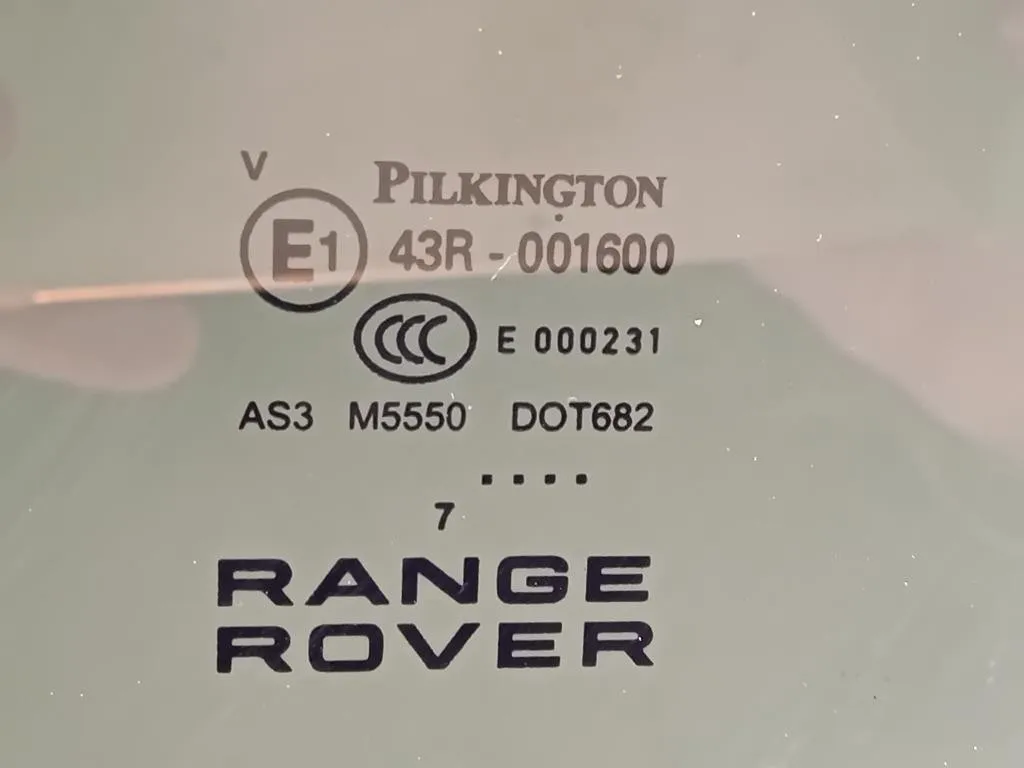 V
PILKINGTON
E1 43R - 001600
CCC E 000231
AS3 M5550 DOT682
....
7
RANGE
ROVER